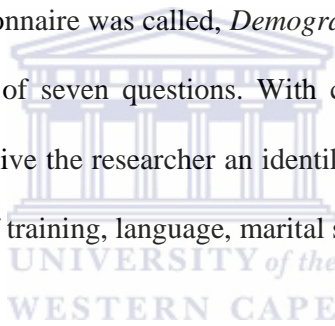 onnaire was called, Demogra
of seven questions. With c
ive the researcher an identi
training, language, marital s
UNIVERSITY of the
WESTERN CAPE